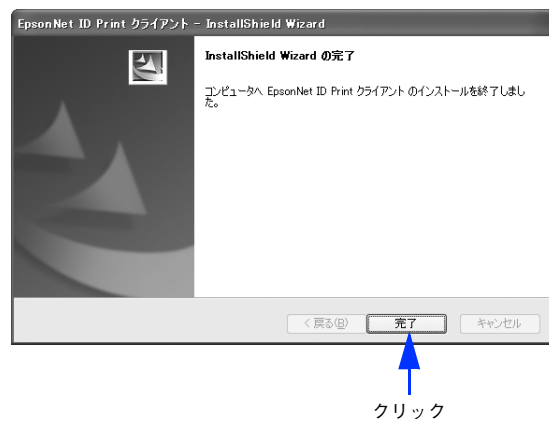 EpsonNet ID Print クライアント - InstallShield Wizard
InstallShield Wizard の完了
コンピュータへ EpsonNet ID Print クライアント のインストールを終了しまし
た。
< 戻る(B)
完了
キャンセル
クリック